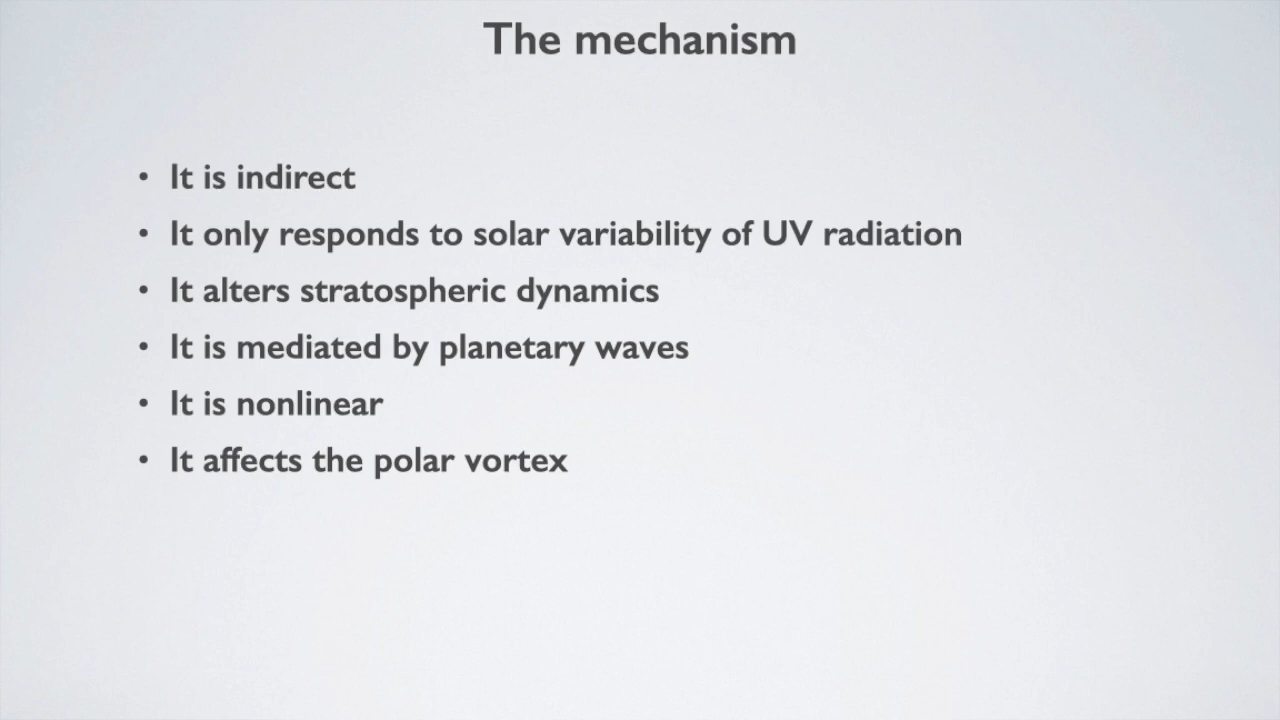 The mechanism
• It is indirect
• It only responds to solar variability of UV radiation
• It alters stratospheric dynamics
• It is mediated by planetary waves
• It is nonlinear
• It affects the polar vortex